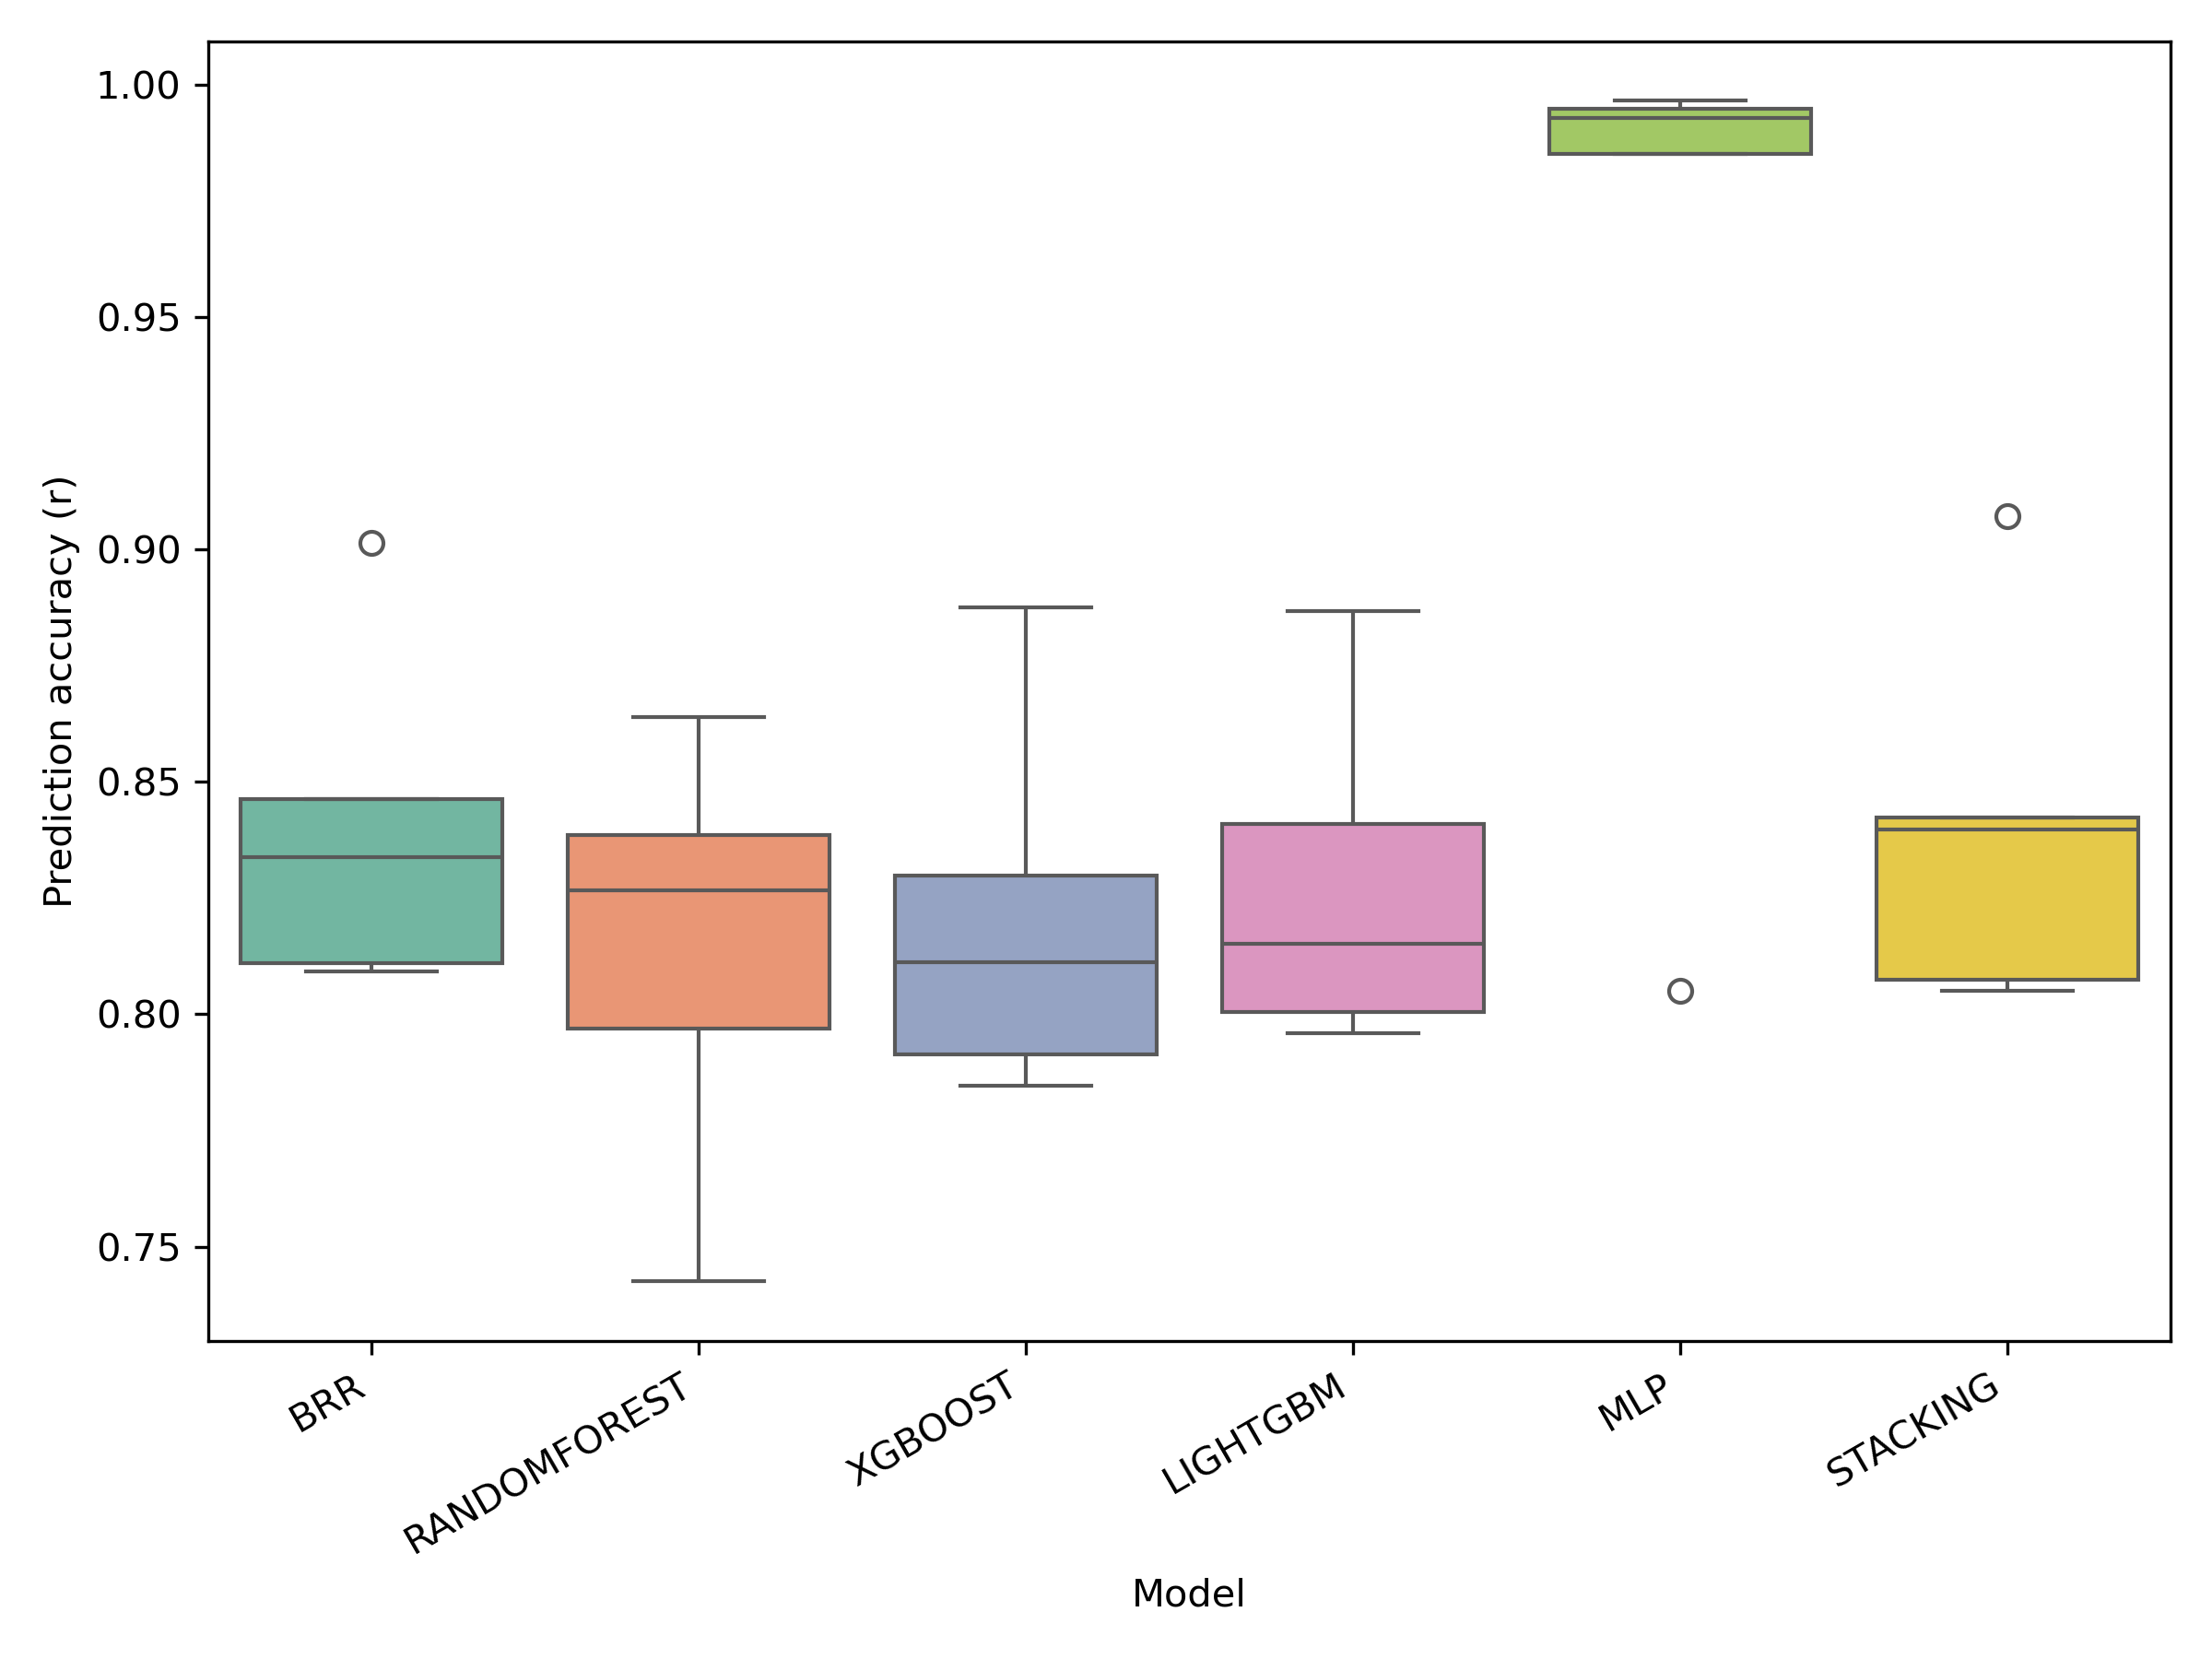 1.00
0.95
0.90
0.85
0.80
0.75
Prediction accuracy (r)
BRR
RANDOMFOREST
XGBOOST
LIGHTGBM
MLP
STACKING
Model